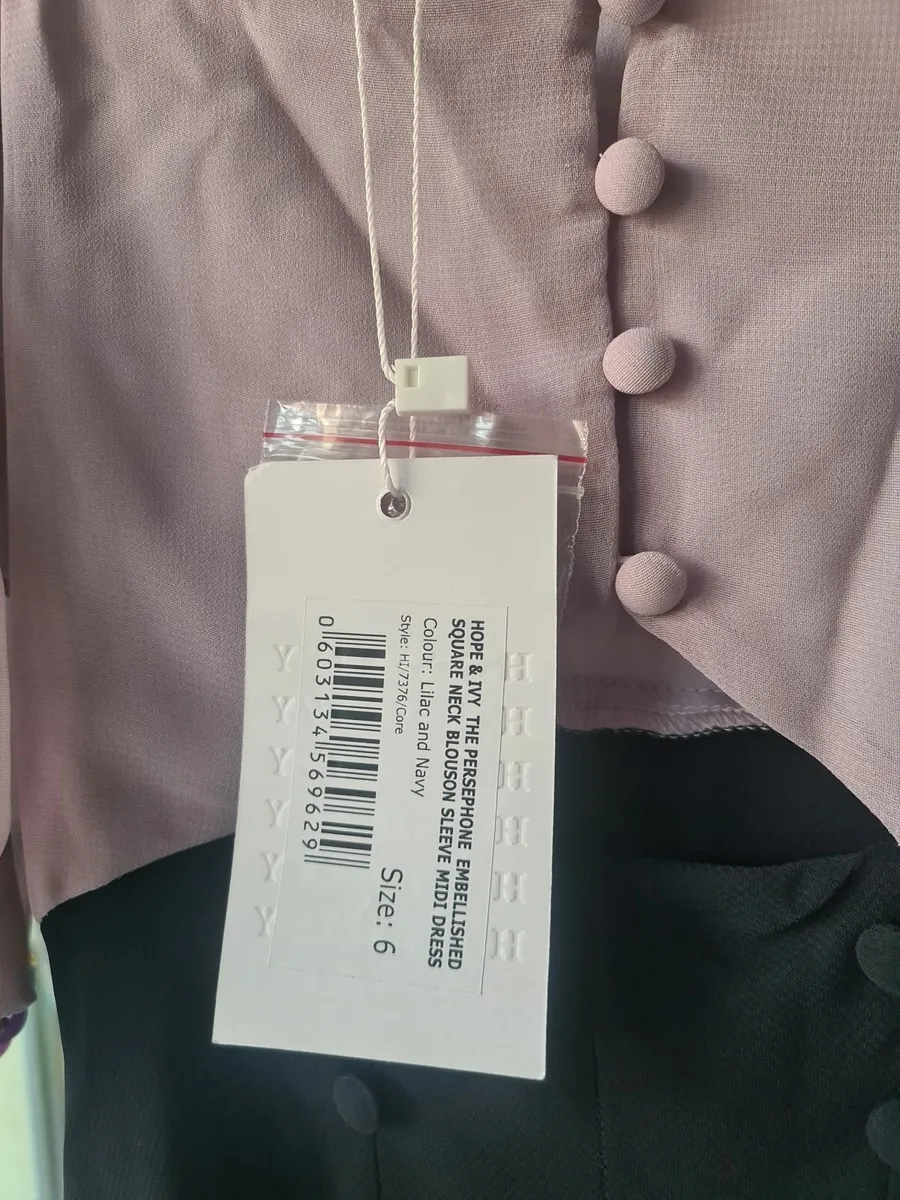 HOPE & IVY THE PERSEPHONE EMBELLISHED
SQUARE NECK BLOUSON SLEEVE MIDI DRESS
Colour: Lilac and Navy
Style: HI/7376/Core
Size: 6
0 603134 569629
H H H H H H
Y Y Y Y Y Y